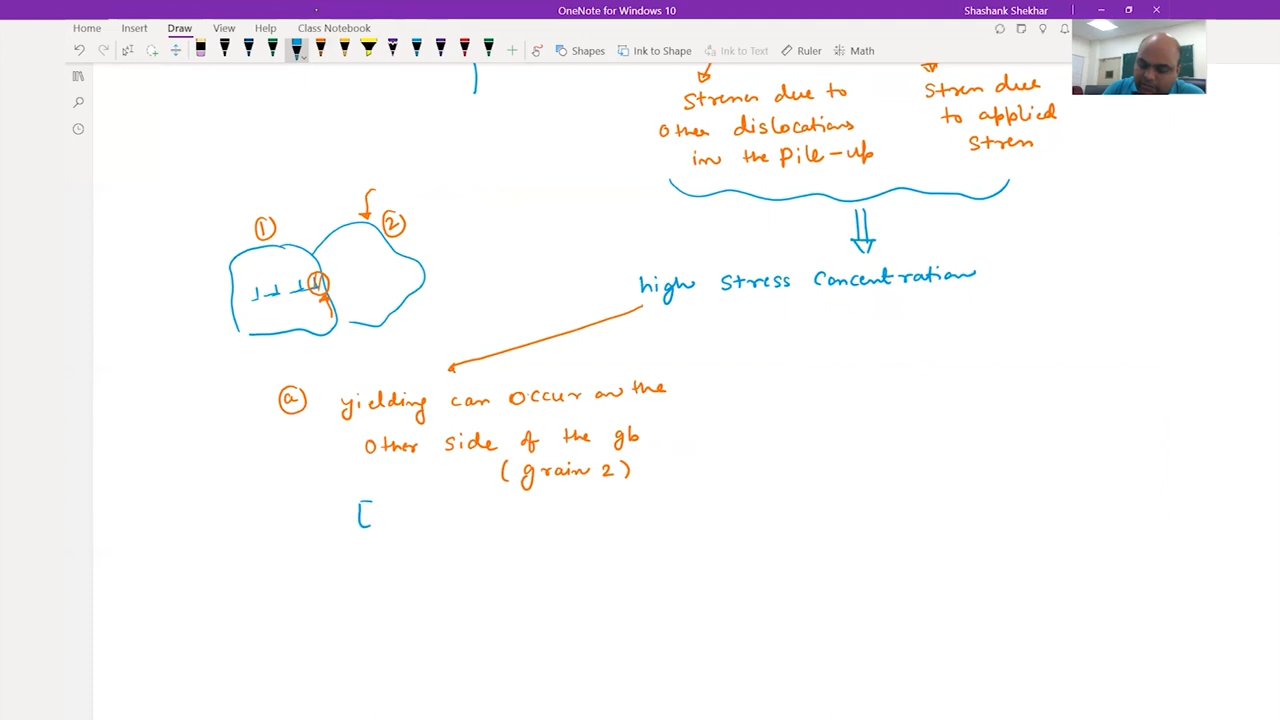 OneNote for Windows 10
Shashank Shekhar
Home Insert Draw View Help Class Notebook
Shapes Ink to Shape Ink to Text Ruler Math
Stress due to
other dislocations
in the Pile-up
Stress due
to applied
stress
1
2
high stress concentration
a yielding can occur on the
other side of the gb
(grain 2)
[